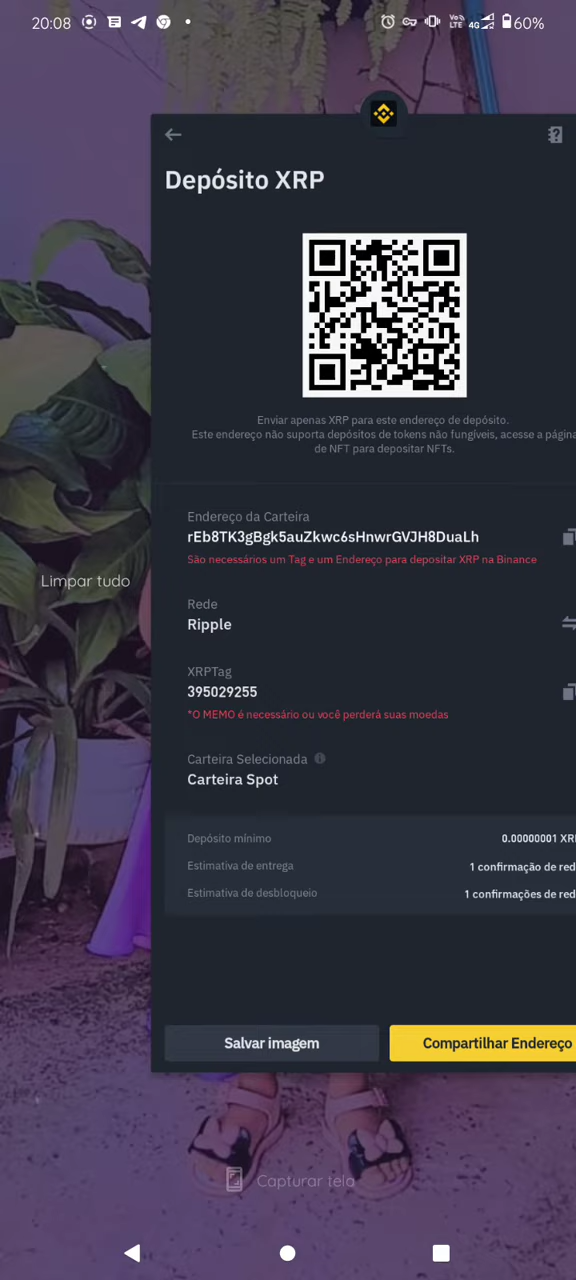 20:08
Vo LTE 4G 60%
Depósito XRP
Enviar apenas XRP para este endereço de depósito.
Este endereço não suporta depósitos de tokens não fungíveis, acesse a página
de NFT para depositar NFTs.
Endereço da Carteira
rEb8TK3gBgk5auZkwc6sHnwrGVJH8DuaLh
São necessários um Tag e um Endereço para depositar XRP na Binance
Limpar tudo
Rede
Ripple
XRPTag
395029255
*O MEMO é necessário ou você perderá suas moedas
Carteira Selecionada
Carteira Spot
Depósito mínimo 0.00000001 XR
Estimativa de entrega 1 confirmação de red
Estimativa de desbloqueio 1 confirmações de red
Salvar imagem Compartilhar Endereço
Capturar tela